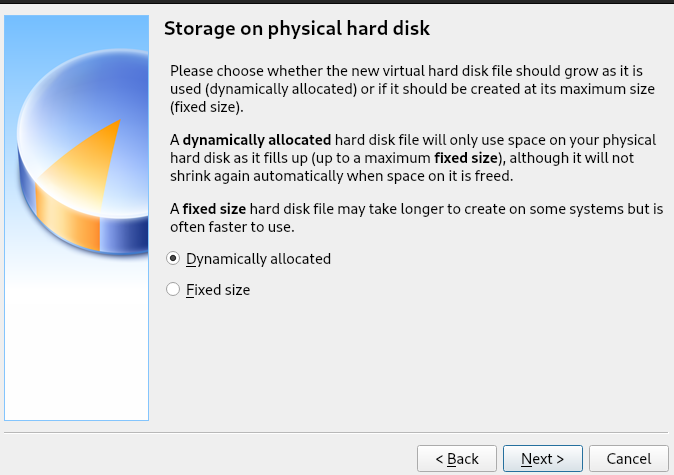 Storage on physical hard disk
Please choose whether the new virtual hard disk file should grow as it is
used (dynamically allocated) or if it should be created at its maximum size
(fixed size).
A dynamically allocated hard disk file will only use space on your physical
hard disk as it fills up (up to a maximum fixed size), although it will not
shrink again automatically when space on it is freed.
A fixed size hard disk file may take longer to create on some systems but is
often faster to use.
Dynamically allocated
Fixed size
< Back
Next >
Cancel